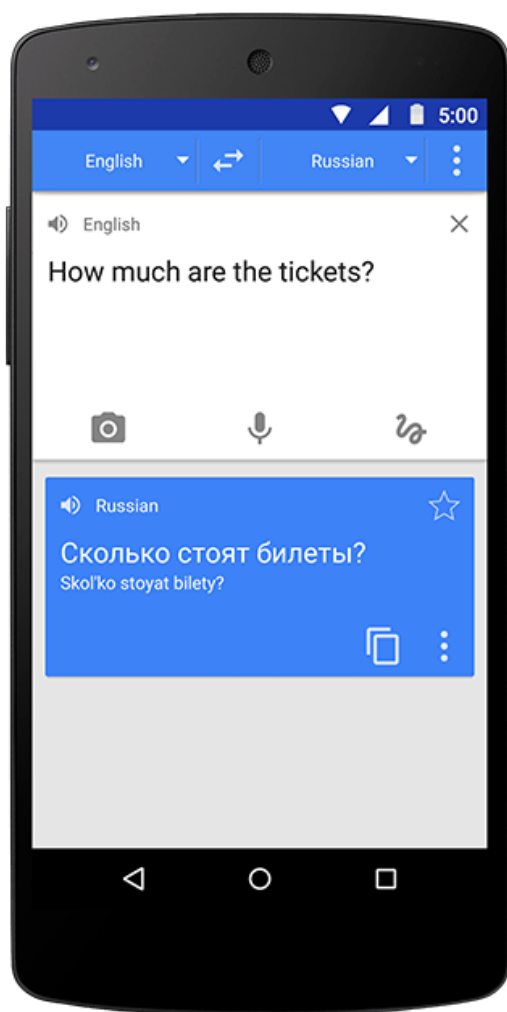 5:00
English Russian
English
How much are the tickets?
Russian
Сколько стоят билеты?
Skol'ko stoyat bilety?